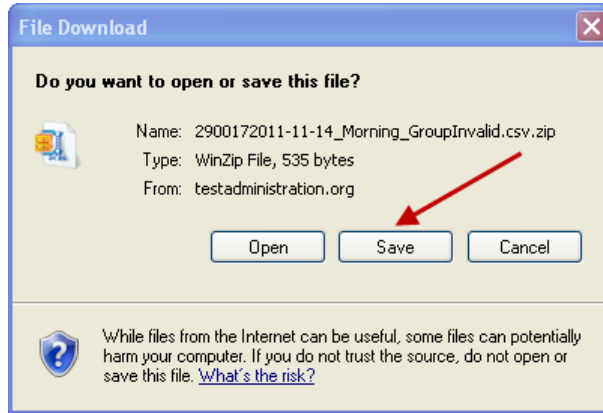 File Download
Do you want to open or save this file?
Name: 2900172011-11-14_Morning_GroupInvalid.csv.zip
Type: WinZip File, 535 bytes
From: testadministration.org
Open Save Cancel
While files from the Internet can be useful, some files can potentially
harm your computer. If you do not trust the source, do not open or
save this file. What's the risk?